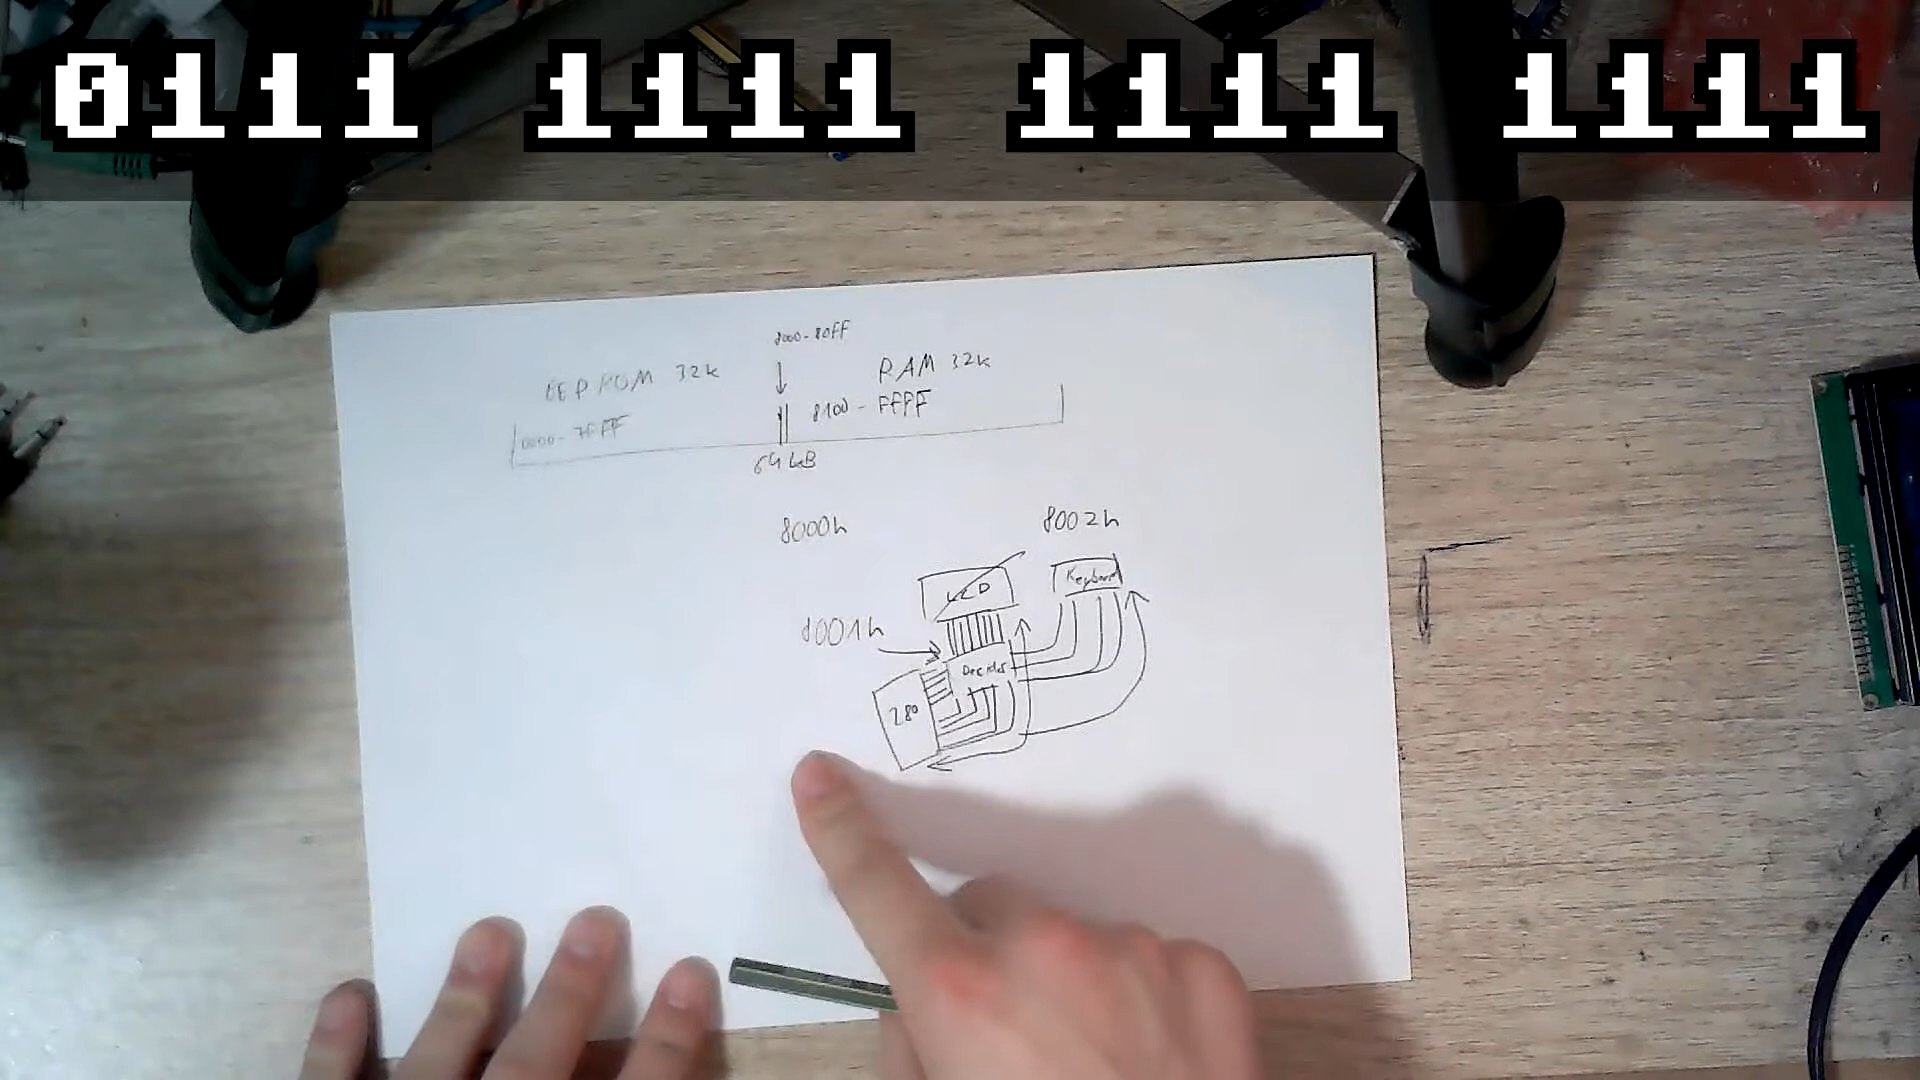 0111 1111 1111 1111
8000-80FF
EEPROM 32k
RAM 32k
0000-7FFF
8100-FFFF
64kB
8000h
8002h
LCD
Keyboard
8001h
Decider
Z80